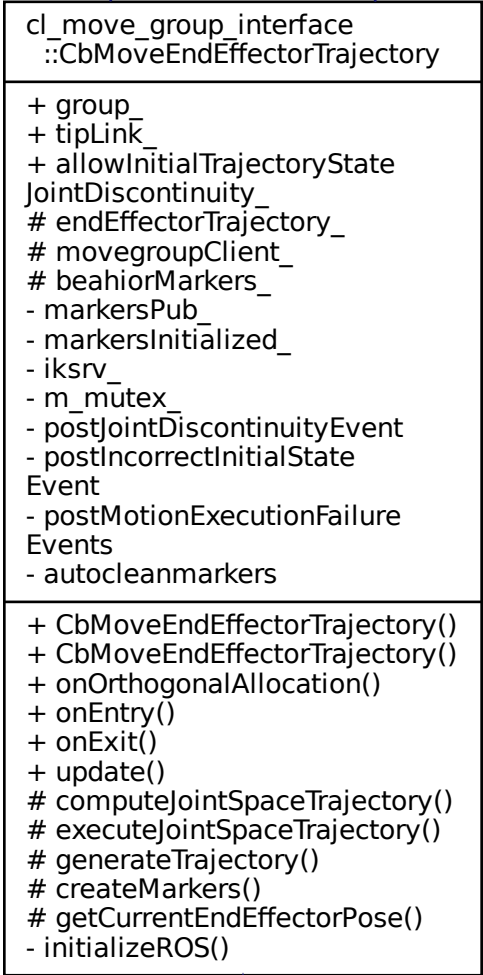 cl_move_group_interface
::CbMoveEndEffectorTrajectory
+ group_
+ tipLink_
+ allowInitialTrajectoryState
JointDiscontinuity_
# endEffectorTrajectory_
# movegroupClient_
# beahiorMarkers_
- markersPub_
- markersInitialized_
- iksrv_
- m_mutex_
- postJointDiscontinuityEvent
- postIncorrectInitialState
Event
- postMotionExecutionFailure
Events
- autocleanmarkers
+ CbMoveEndEffectorTrajectory()
+ CbMoveEndEffectorTrajectory()
+ onOrthogonalAllocation()
+ onEntry()
+ onExit()
+ update()
# computeJointSpaceTrajectory()
# executeJointSpaceTrajectory()
# generateTrajectory()
# createMarkers()
# getCurrentEndEffectorPose()
- initializeROS()